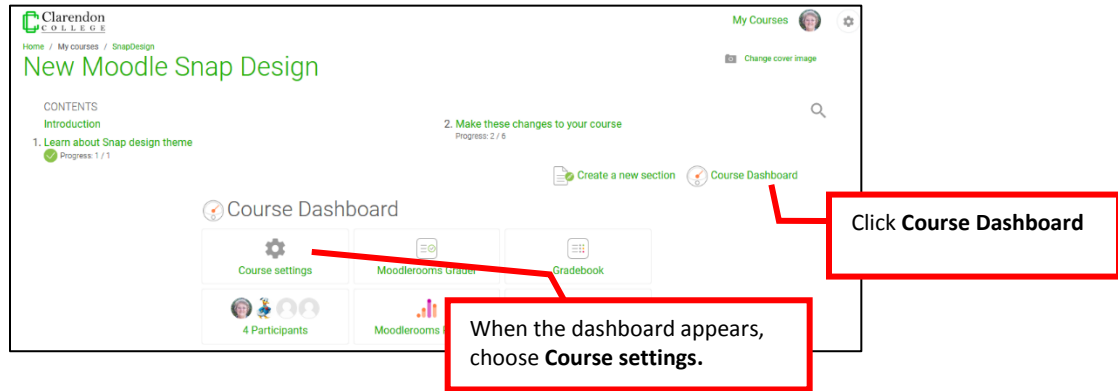 Clarendon
COLLEGE
My Courses
Home / My courses / SnapDesign
New Moodle Snap Design
Change cover image
CONTENTS
Introduction
1. Learn about Snap design theme
Progress: 1 / 1
2. Make these changes to your course
Progress: 2 / 6
Create a new section
Course Dashboard
Click Course Dashboard
Course Dashboard
Course settings
Moodlerooms Grader
Gradebook
4 Participants
Moodlerooms
When the dashboard appears,
choose Course settings.